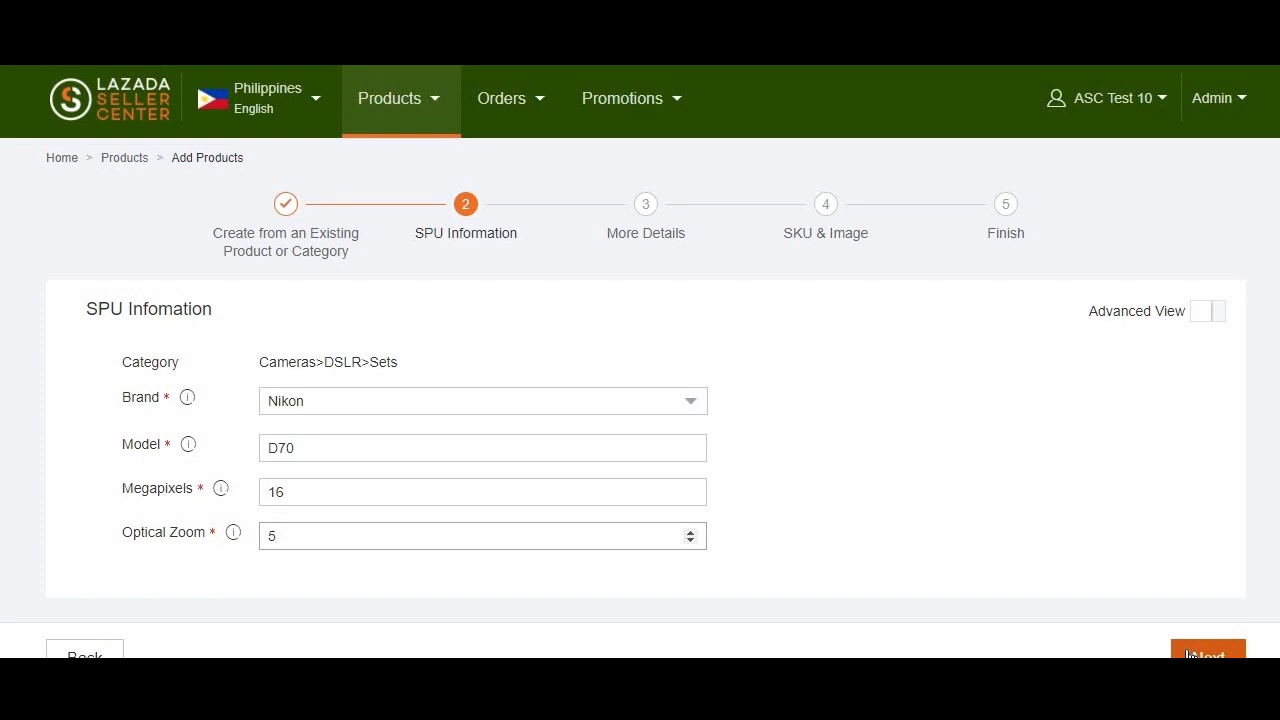 LAZADA
SELLER
CENTER
Philippines
English
Products
Orders
Promotions
ASC Test 10
Admin
Home > Products > Add Products
2
3
4
5
Create from an Existing
Product or Category
SPU Information
More Details
SKU & Image
Finish
SPU Infomation
Advanced View
Category
Cameras>DSLR>Sets
Brand *
Nikon
Model *
D70
Megapixels *
16
Optical Zoom *
5
Back
Next